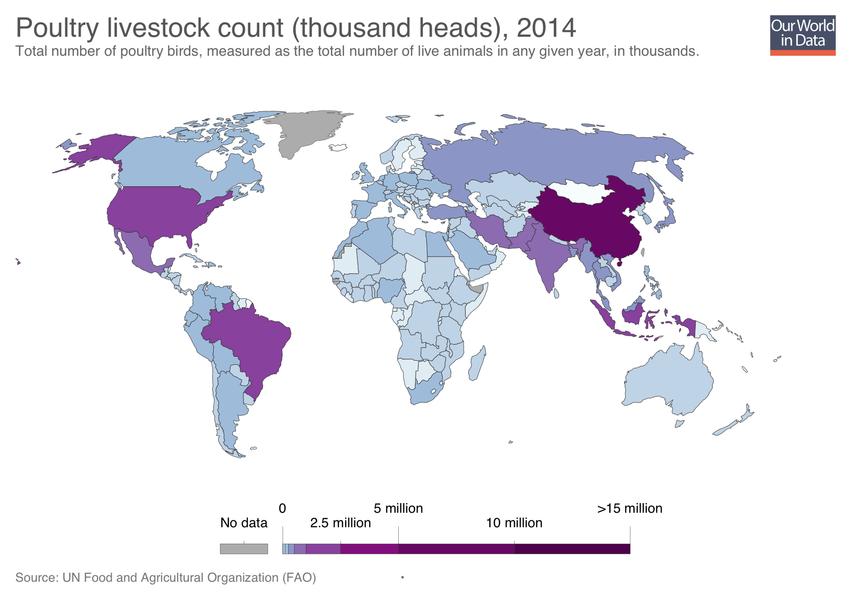 Poultry livestock count (thousand heads), 2014
Total number of poultry birds, measured as the total number of live animals in any given year, in thousands.
Our World
in Data
0
5 million
>15 million
No data
2.5 million
10 million
Source: UN Food and Agricultural Organization (FAO)